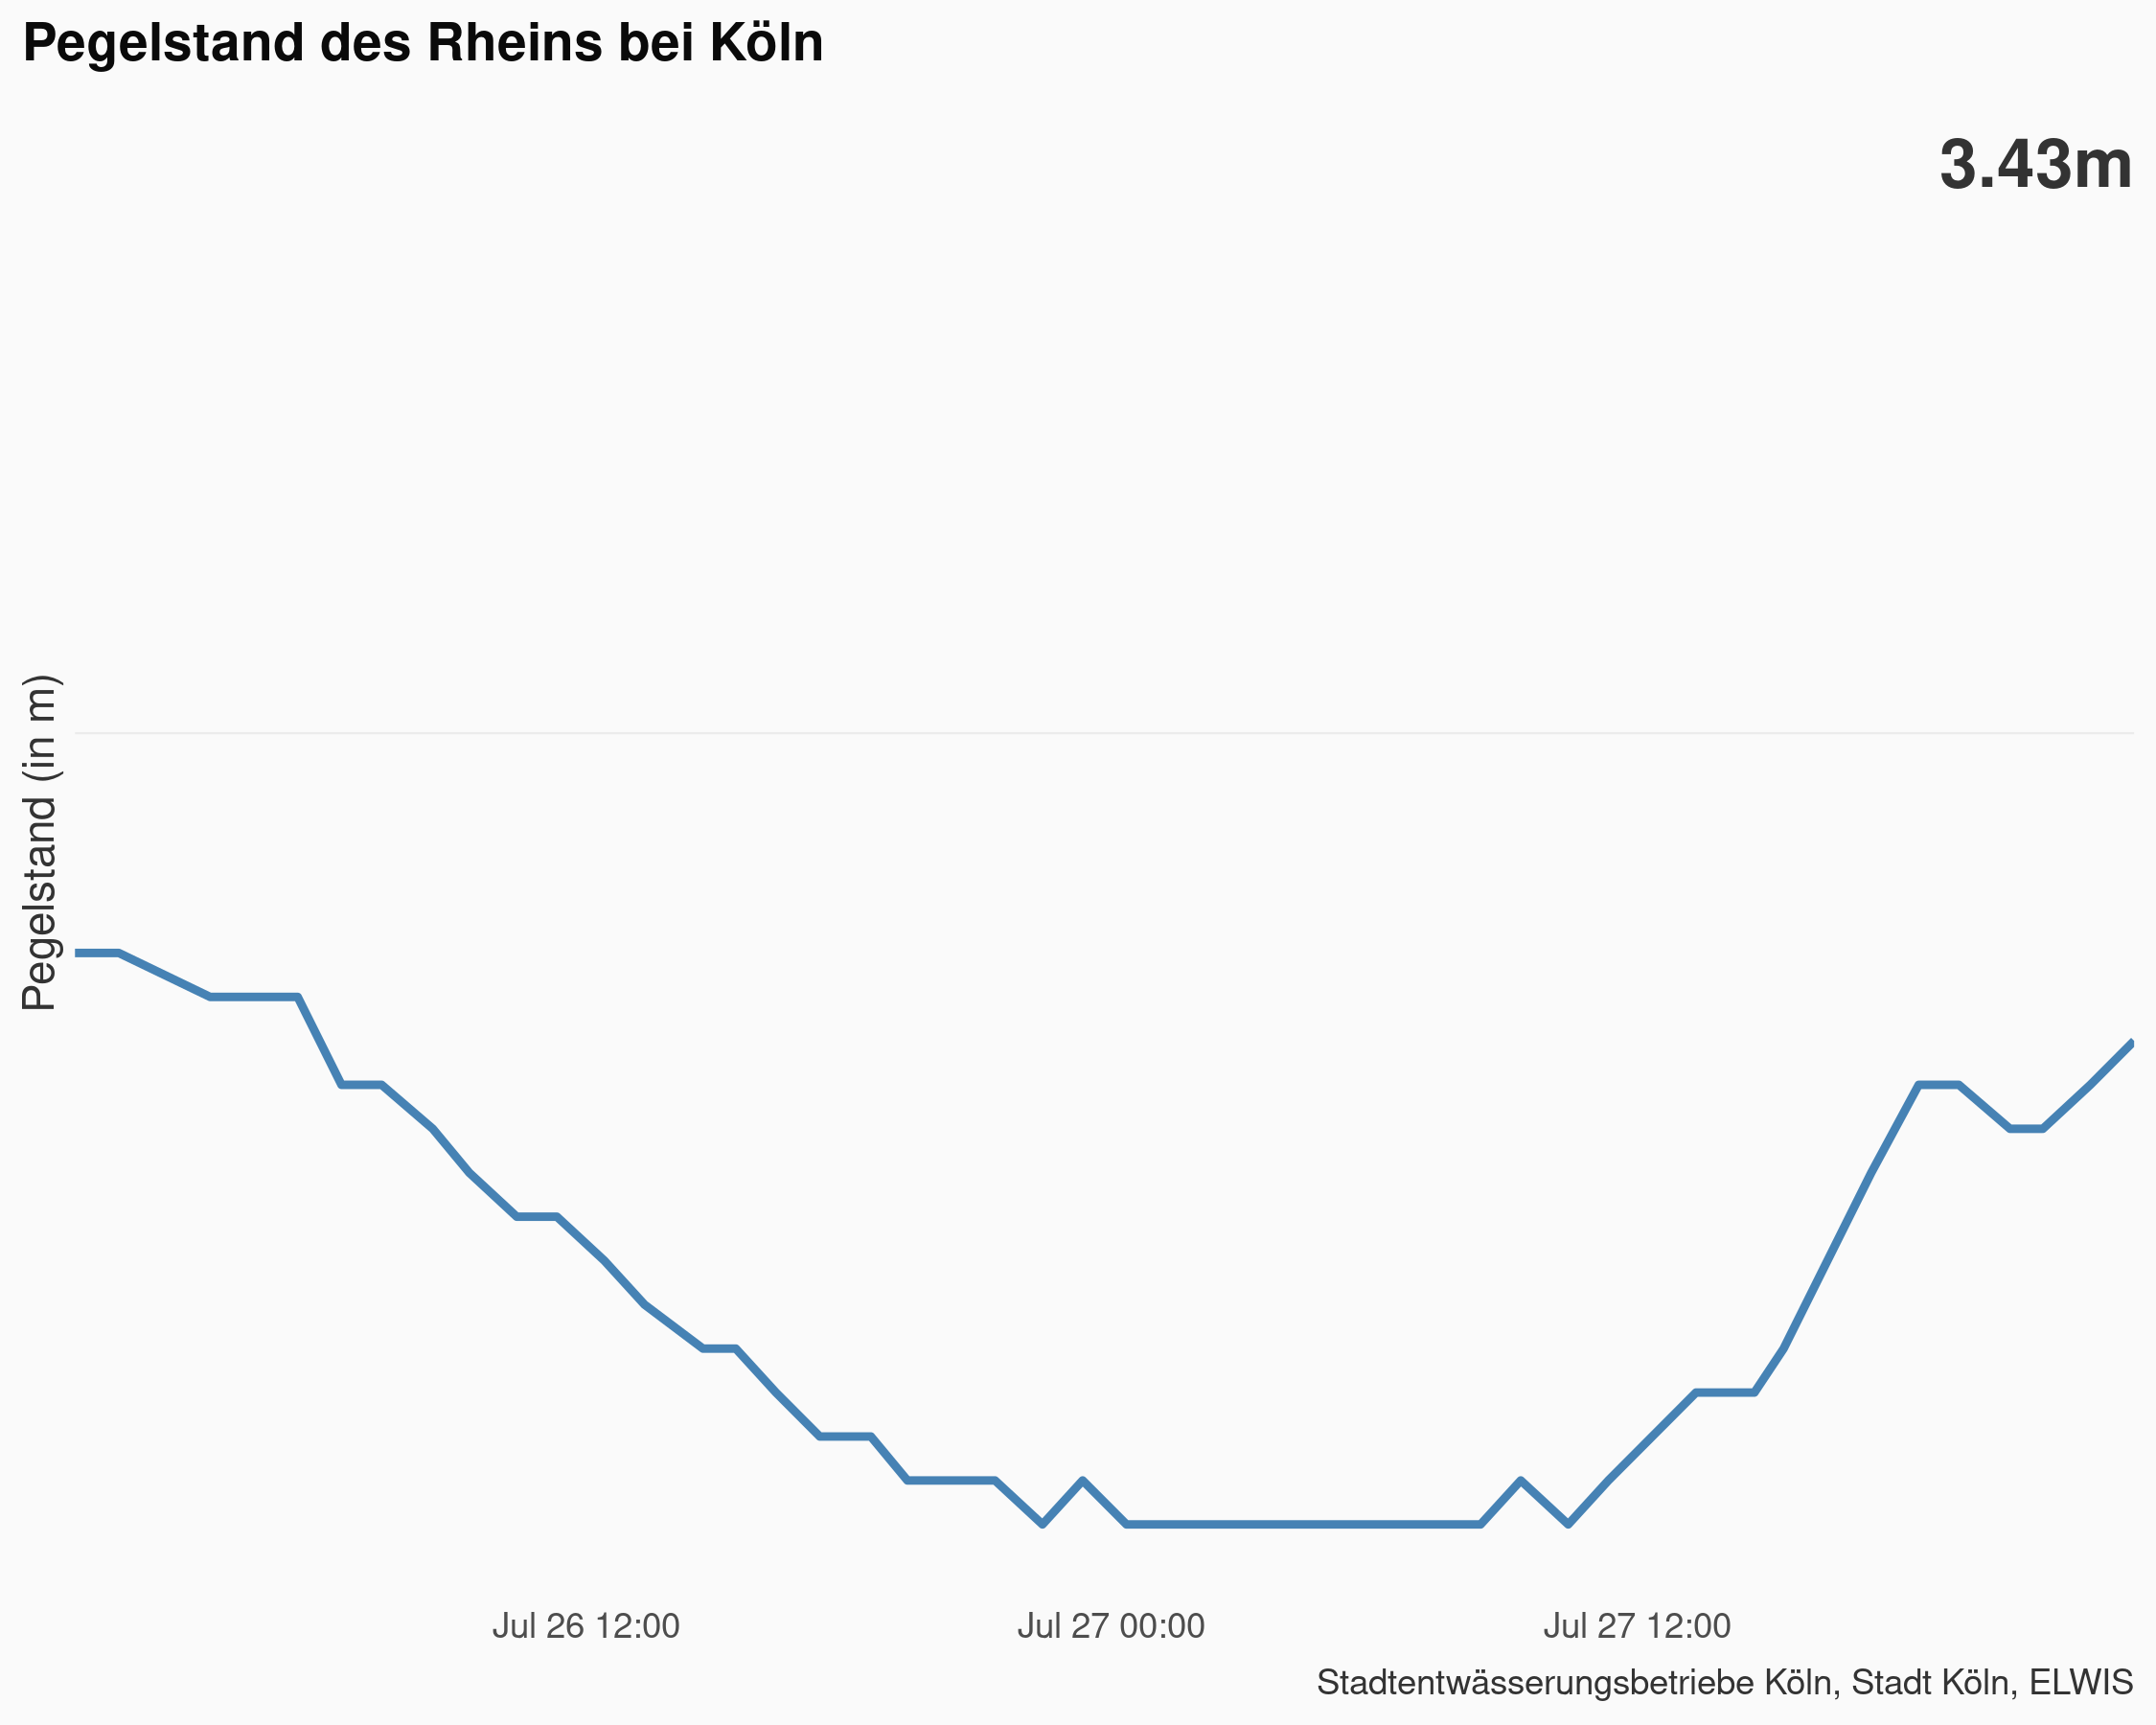 Pegelstand des Rheins bei Köln
3.43m
Pegelstand (in m)
Jul 26 12:00
Jul 27 00:00
Jul 27 12:00
Stadtentwässerungsbetriebe Köln, Stadt Köln, ELWIS